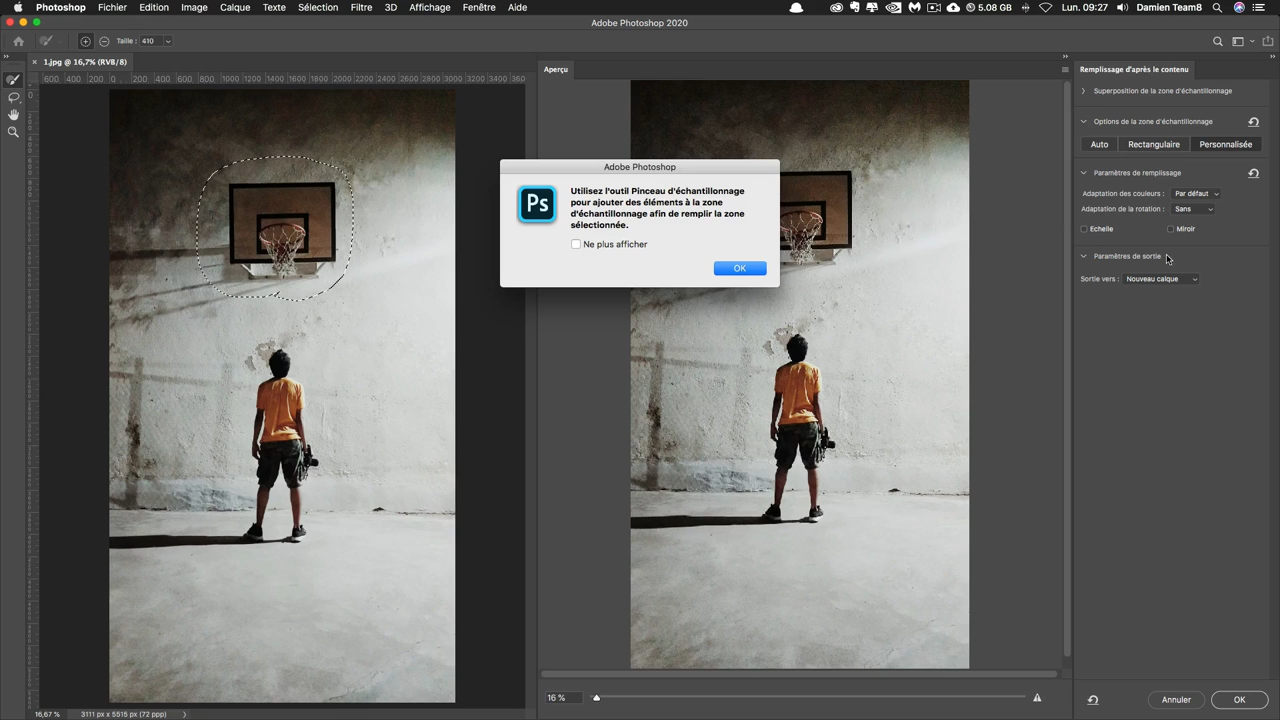 Photoshop Fichier Edition Image Calque Texte Sélection Filtre 3D Affichage Fenêtre Aide
5.08 GB Lun. 09:27 Damien Team8
Adobe Photoshop 2020
Taille : 410
1.jpg @ 16,7% (RVB/8)
Aperçu
Remplissage d'après le contenu
600 400 200 0 200 400 600 800 1000 1200 1400 1600 1800 2000 2200 2400 2600 2800 3000 3200 3400 360
Superposition de la zone d'échantillonnage
Options de la zone d'échantillonnage
Auto Rectangulaire Personnalisée
Adobe Photoshop
Ps
Utilisez l'outil Pinceau d'échantillonnage
pour ajouter des éléments à la zone
d'échantillonnage afin de remplir la zone
sélectionnée.
Ne plus afficher
OK
Paramètres de remplissage
Adaptation des couleurs : Par défaut
Adaptation de la rotation : Sans
Echelle Miroir
Paramètres de sortie
Sortie vers : Nouveau calque
16 %
Annuler OK
16,67 % 3111 px x 5515 px (72 ppp)